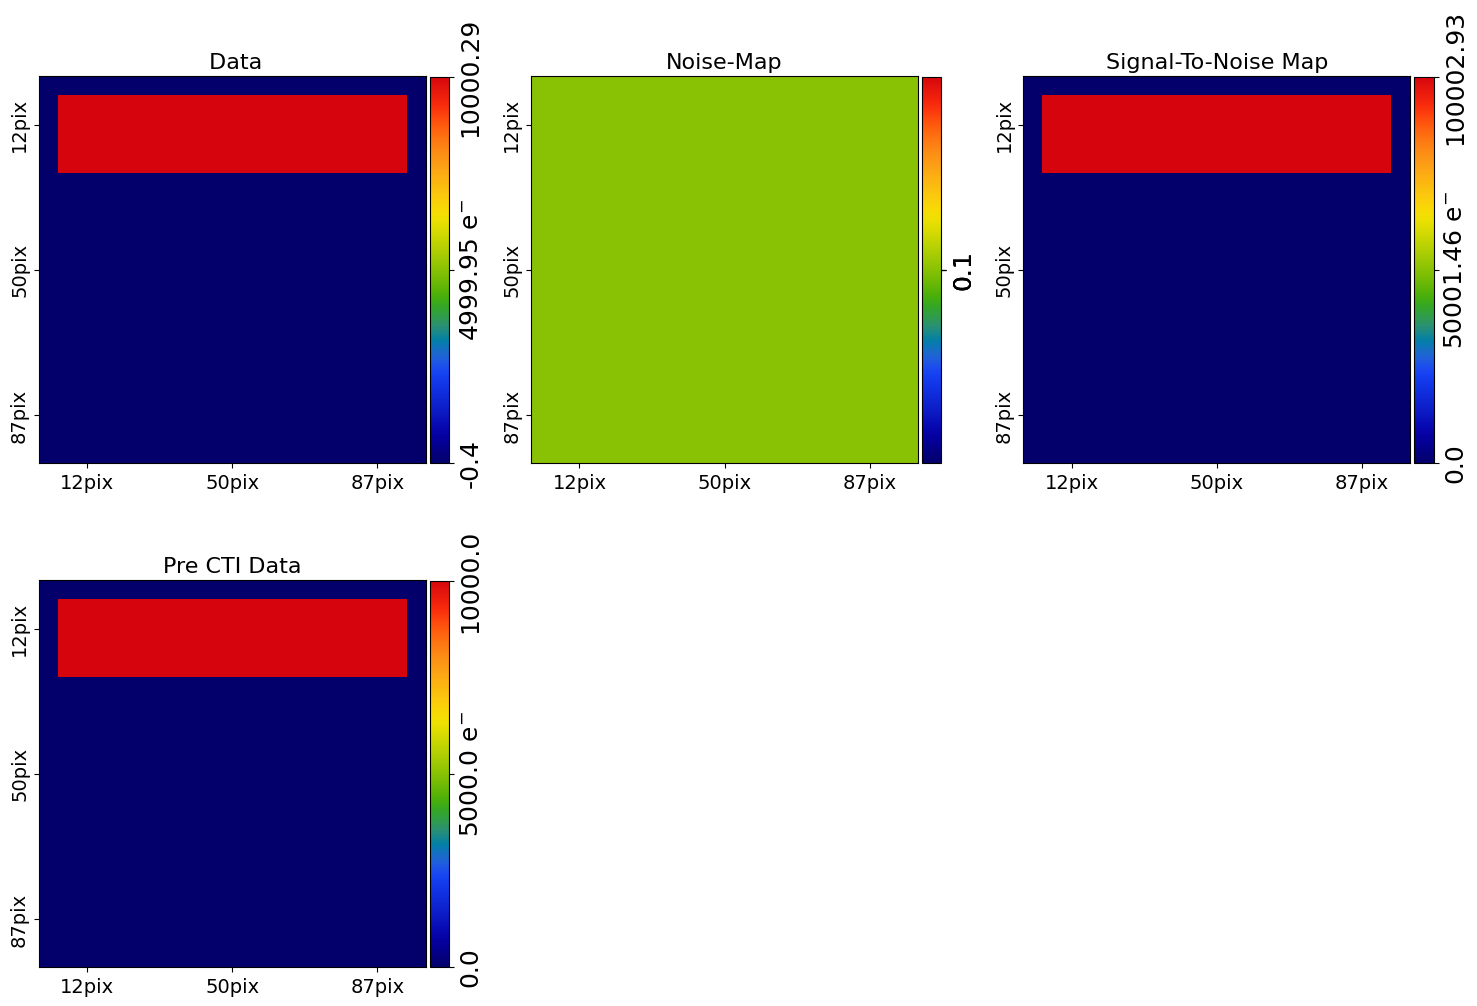 Data
12pix
50pix
87pix
12pix 50pix 87pix
10000.29
4999.95 e⁻
-0.4
Noise-Map
12pix
50pix
87pix
12pix 50pix 87pix
0.1
Signal-To-Noise Map
12pix
50pix
87pix
12pix 50pix 87pix
100002.93
50001.46 e⁻
0.0
Pre CTI Data
12pix
50pix
87pix
12pix 50pix 87pix
10000.0
5000.0 e⁻
0.0